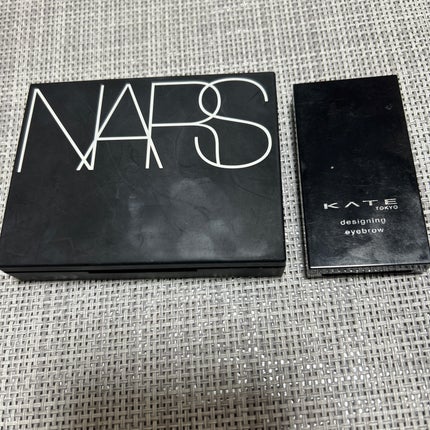 NARS
KATE
TOKYO
designing
eyebrow